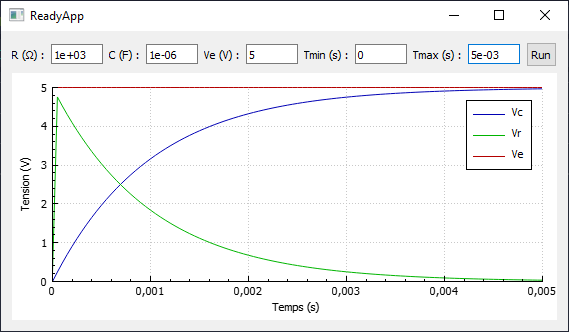 ReadyApp
R (Ω) : 1e+03 C (F) : 1e-06 Ve (V) : 5 Tmin (s) : 0 Tmax (s) : 5e-03 Run
5
4
3
2
1
0
Tension (V)
Vc
Vr
Ve
0 0,001 0,002 0,003 0,004 0,005
Temps (s)